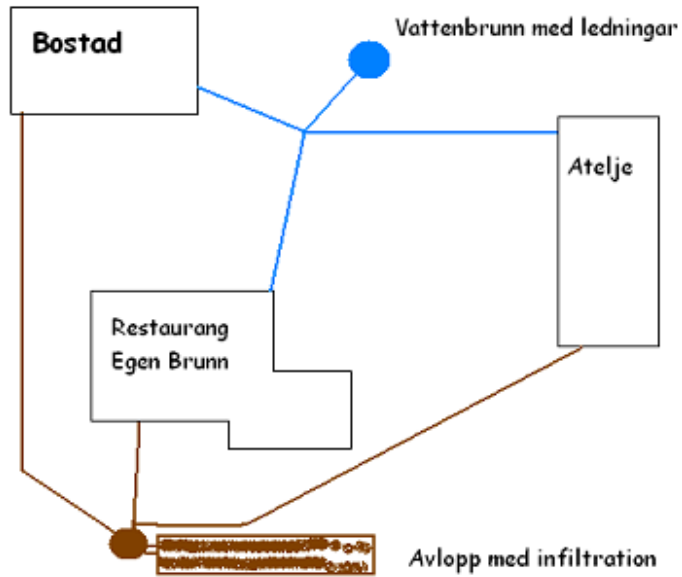 Bostad
Vattenbrunn med ledningar
Atelje
Restaurang
Egen Brunn
Avlopp med infiltration